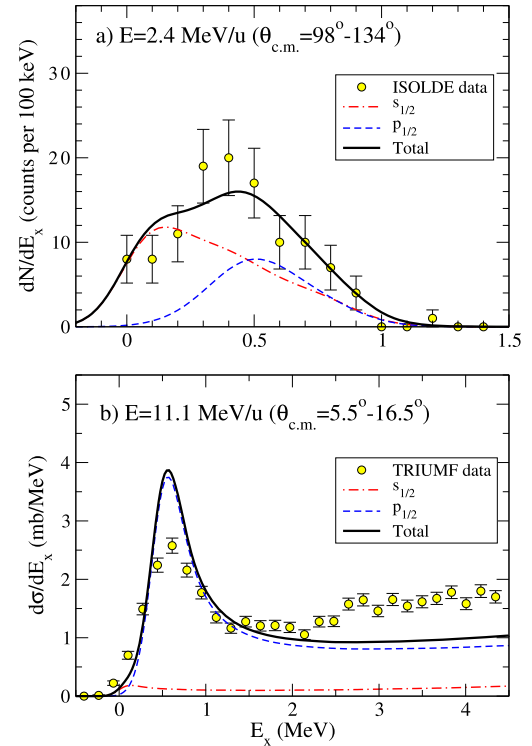 a) E=2.4 MeV/u (θc.m.=98°-134°)
ISOLDE data
s1/2
p1/2
Total
dN/dEx (counts per 100 keV)
30
20
10
0
0 0.5 1 1.5
b) E=11.1 MeV/u (θc.m.=5.5°-16.5°)
TRIUMF data
s1/2
p1/2
Total
dσ/dEx (mb/MeV)
5
4
3
2
1
0
0 1 2 3 4
Ex (MeV)